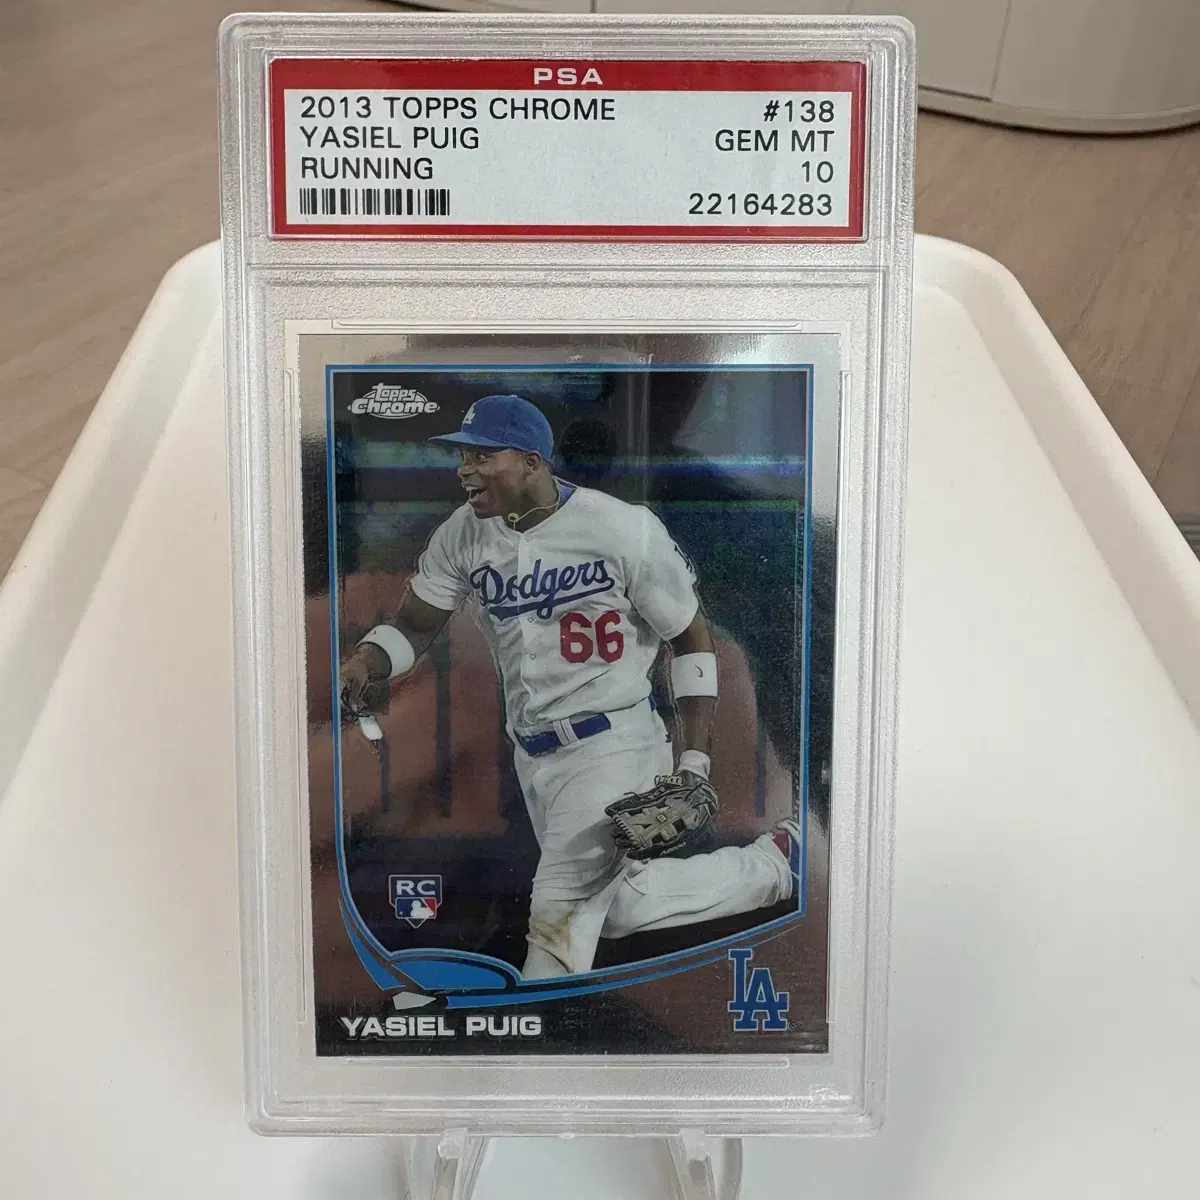 PSA
2013 TOPPS CHROME #138
YASIEL PUIG GEM MT
RUNNING 10
22164283
Topps
Chrome
LA
Dodgers
66
RC
LA
YASIEL PUIG